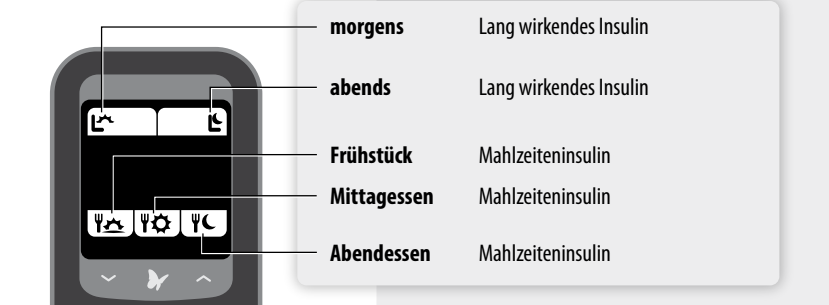 morgens Lang wirkendes Insulin
abends Lang wirkendes Insulin
L L
Frühstück Mahlzeiteninsulin
Mittagessen Mahlzeiteninsulin
Abendessen Mahlzeiteninsulin